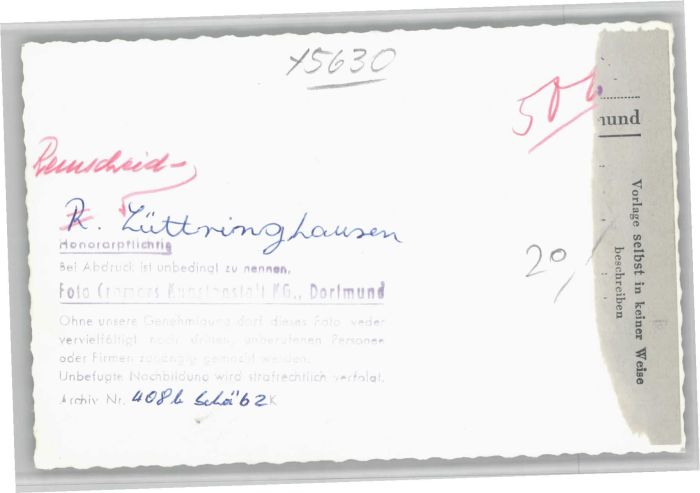 x5630
Remscheid-
R. Lüttringhausen
Honorarpflichtig
Bei Abdruck ist unbedingt zu nennen.
Foto Cramers Kunstanstalt KG., Dortmund
Ohne unsere Genehmigung darf dieses Foto weder
vervielfältigt noch dritten, unberufenen Personen
oder Firmen zugängig gemacht werden.
Unbefugte Nachbildung wird strafrechtlich verfolgt.
Archiv Nr. 408b K
20/
mund
Vorlage selbst in keiner Weise
beschreiben